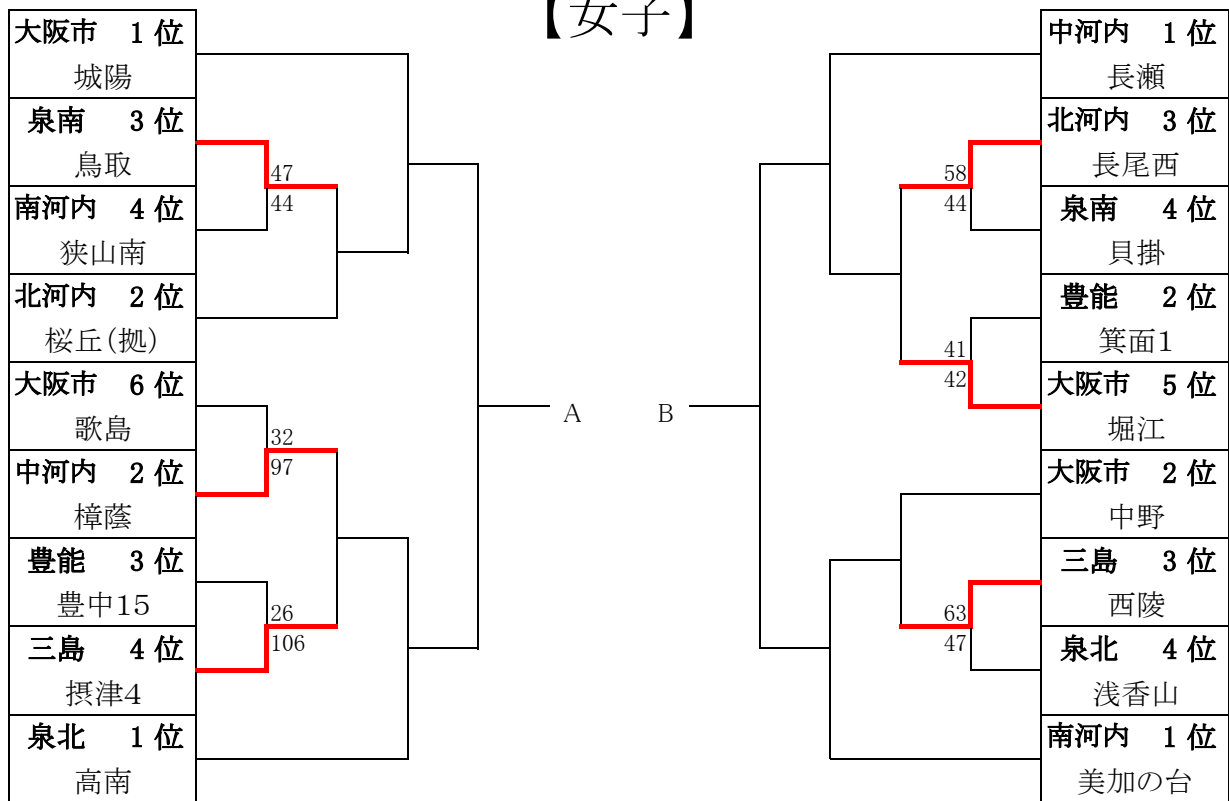 【女子】
大阪市 1 位
城陽
泉南 3 位
鳥取
47
44
南河内 4 位
狭山南
北河内 2 位
桜丘(拠)
大阪市 6 位
歌島
32
97
中河内 2 位
樟蔭
豊能 3 位
豊中15
26
106
三島 4 位
摂津4
泉北 1 位
高南
A B
中河内 1 位
長瀬
北河内 3 位
長尾西
58
44
泉南 4 位
貝掛
豊能 2 位
箕面1
41
42
大阪市 5 位
堀江
大阪市 2 位
中野
三島 3 位
西陵
63
47
泉北 4 位
浅香山
南河内 1 位
美加の台